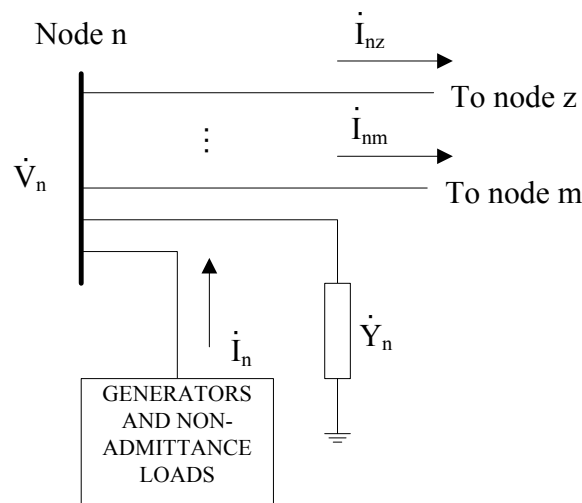 Node n
İnz
To node z
İnm
V̇n
To node m
İn
Ẏn
GENERATORS
AND NON-
ADMITTANCE
LOADS